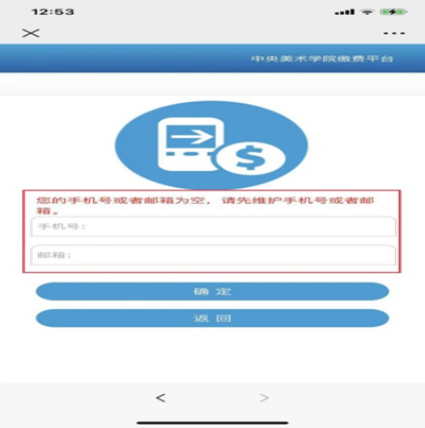 12:53
中央美术学院缴费平台
您的手机号或者邮箱为空，请先维护手机号或者邮
箱。
手机号:
邮箱:
确 定
返 回